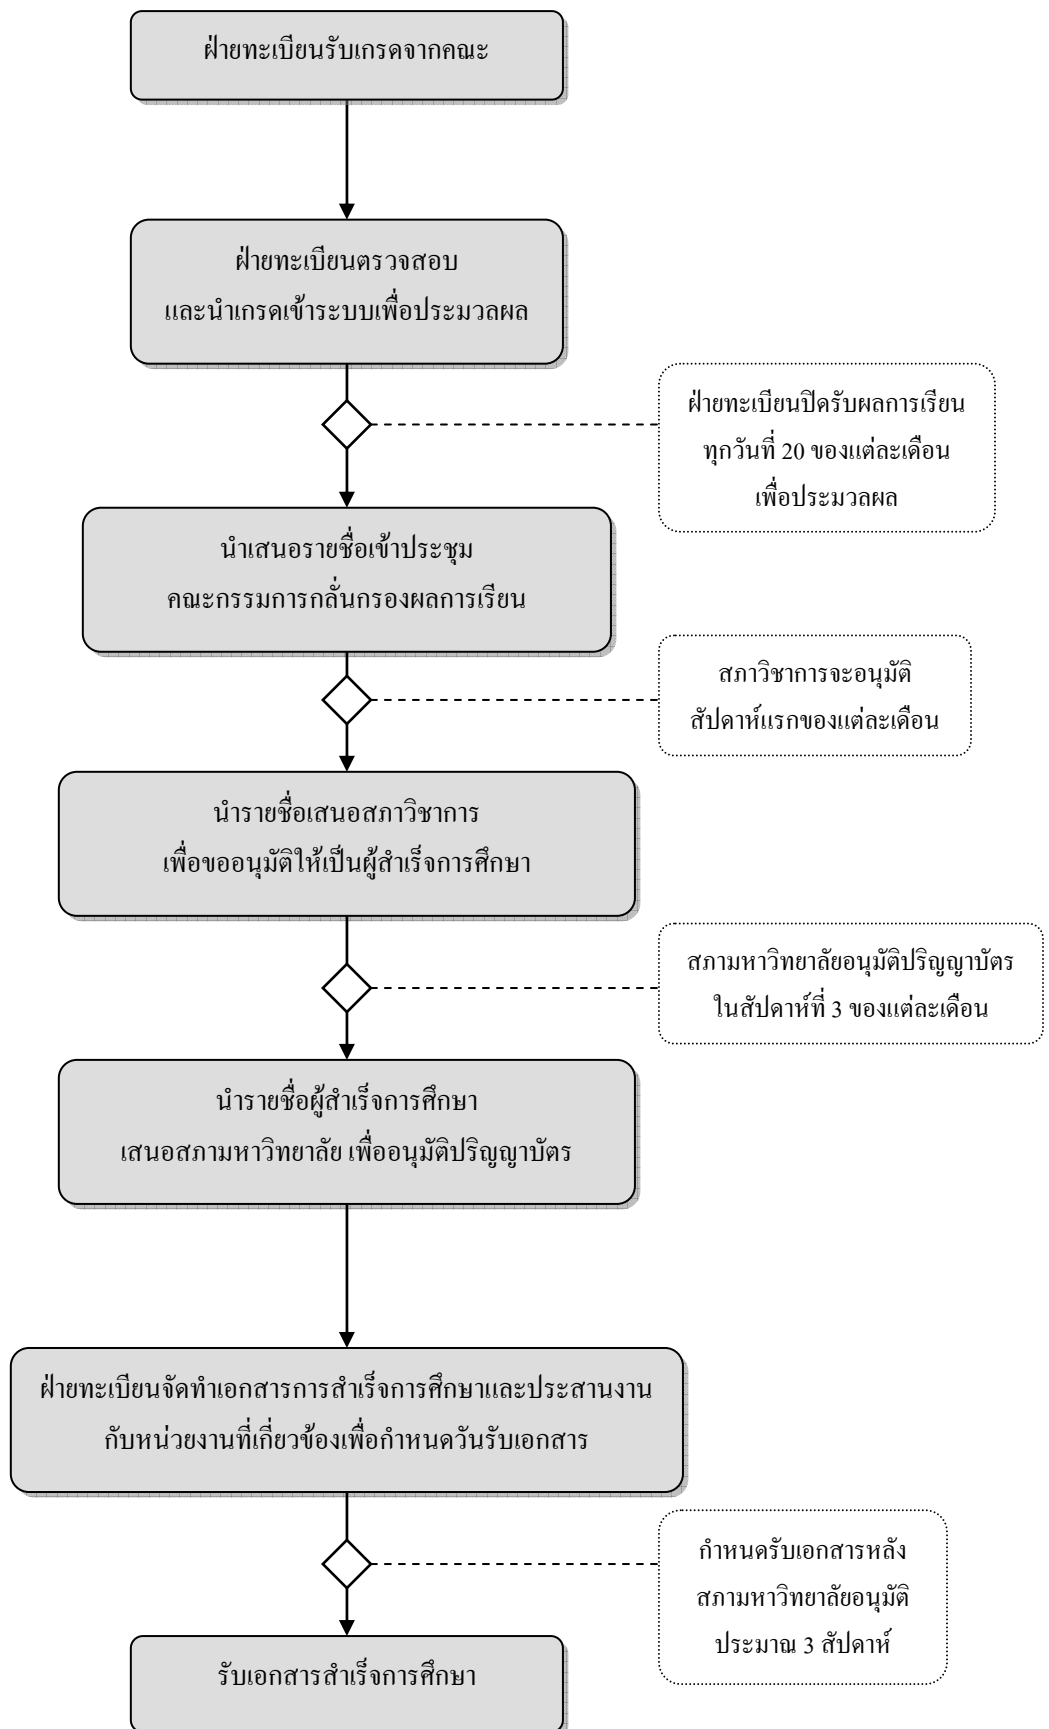 ฝ่ายทะเบียนรับเกรดจากคณะ
ฝ่ายทะเบียนตรวจสอบ
และนำเกรดเข้าระบบเพื่อประมวลผล
ฝ่ายทะเบียนปิดรับผลการเรียน
ทุกวันที่ 20 ของแต่ละเดือน
เพื่อประมวลผล
นำเสนอรายชื่อเข้าประชุม
คณะกรรมการกลั่นกรองผลการเรียน
สภาวิชาการจะอนุมัติ
สัปดาห์แรกของแต่ละเดือน
นำรายชื่อเสนอสภาวิชาการ
เพื่อขออนุมัติให้เป็นผู้สำเร็จการศึกษา
สภามหาวิทยาลัยอนุมัติปริญญาบัตร
ในสัปดาห์ที่ 3 ของแต่ละเดือน
นำรายชื่อผู้สำเร็จการศึกษา
เสนอสภามหาวิทยาลัย เพื่ออนุมัติปริญญาบัตร
ฝ่ายทะเบียนจัดทำเอกสารการสำเร็จการศึกษาและประสานงาน
กับหน่วยงานที่เกี่ยวข้องเพื่อกำหนดวันรับเอกสาร
กำหนดรับเอกสารหลัง
สภามหาวิทยาลัยอนุมัติ
ประมาณ 3 สัปดาห์
รับเอกสารสำเร็จการศึกษา